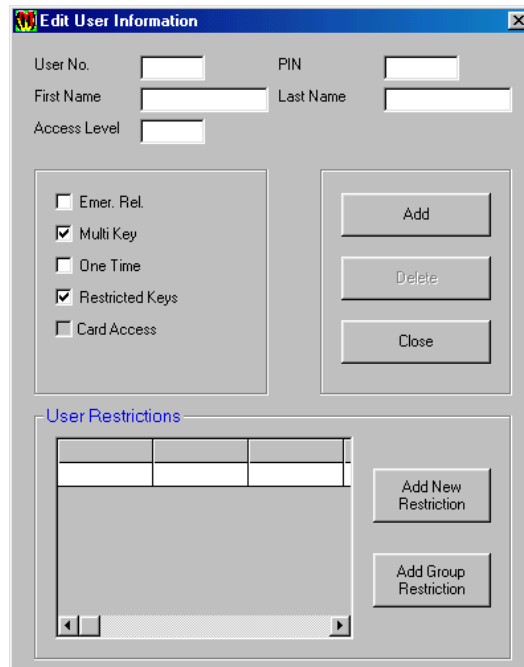 Edit User Information
User No.
PIN
First Name
Last Name
Access Level
Emer. Rel.
Multi Key
One Time
Restricted Keys
Card Access
Add
Delete
Close
User Restrictions
Add New
Restriction
Add Group
Restriction